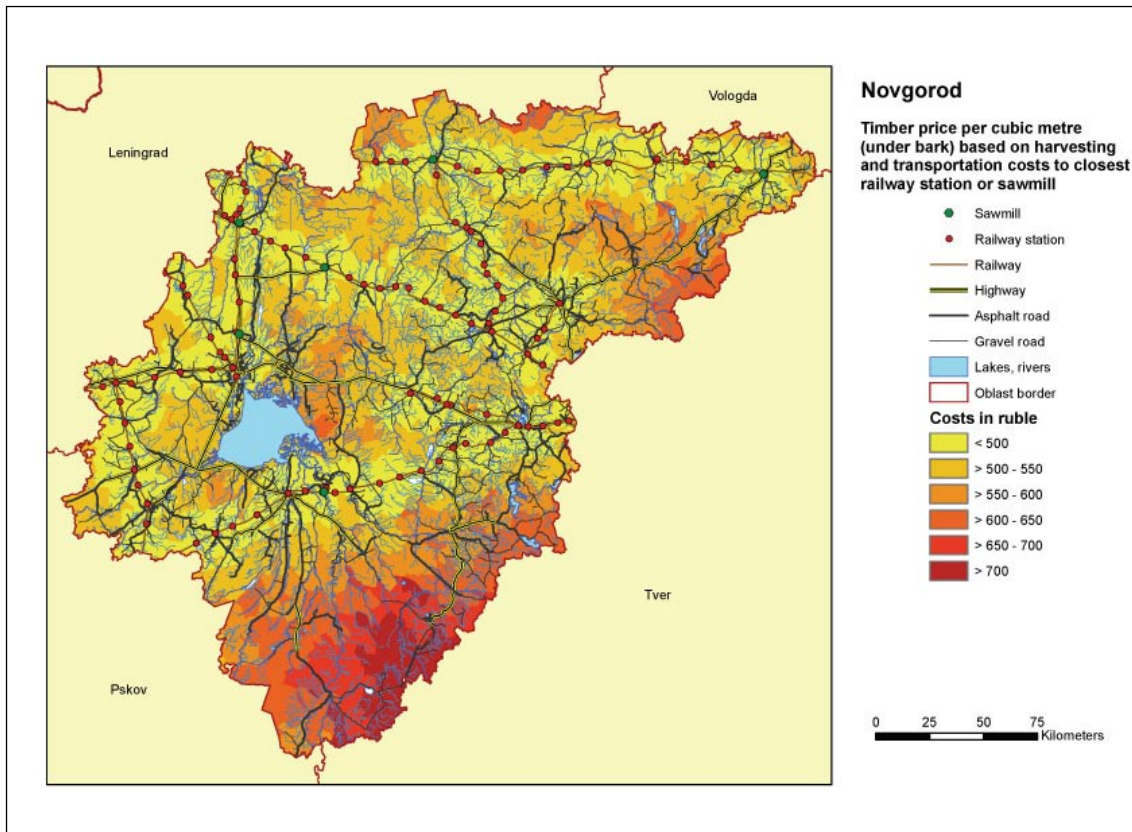 Novgorod
Timber price per cubic metre
(under bark) based on harvesting
and transportation costs to closest
railway station or sawmill
Sawmill
Railway station
Railway
Highway
Asphalt road
Gravel road
Lakes, rivers
Oblast border
Costs in ruble
< 500
> 500 - 550
> 550 - 600
> 600 - 650
> 650 - 700
> 700
0 25 50 75
Kilometers
Vologda
Leningrad
Tver
Pskov